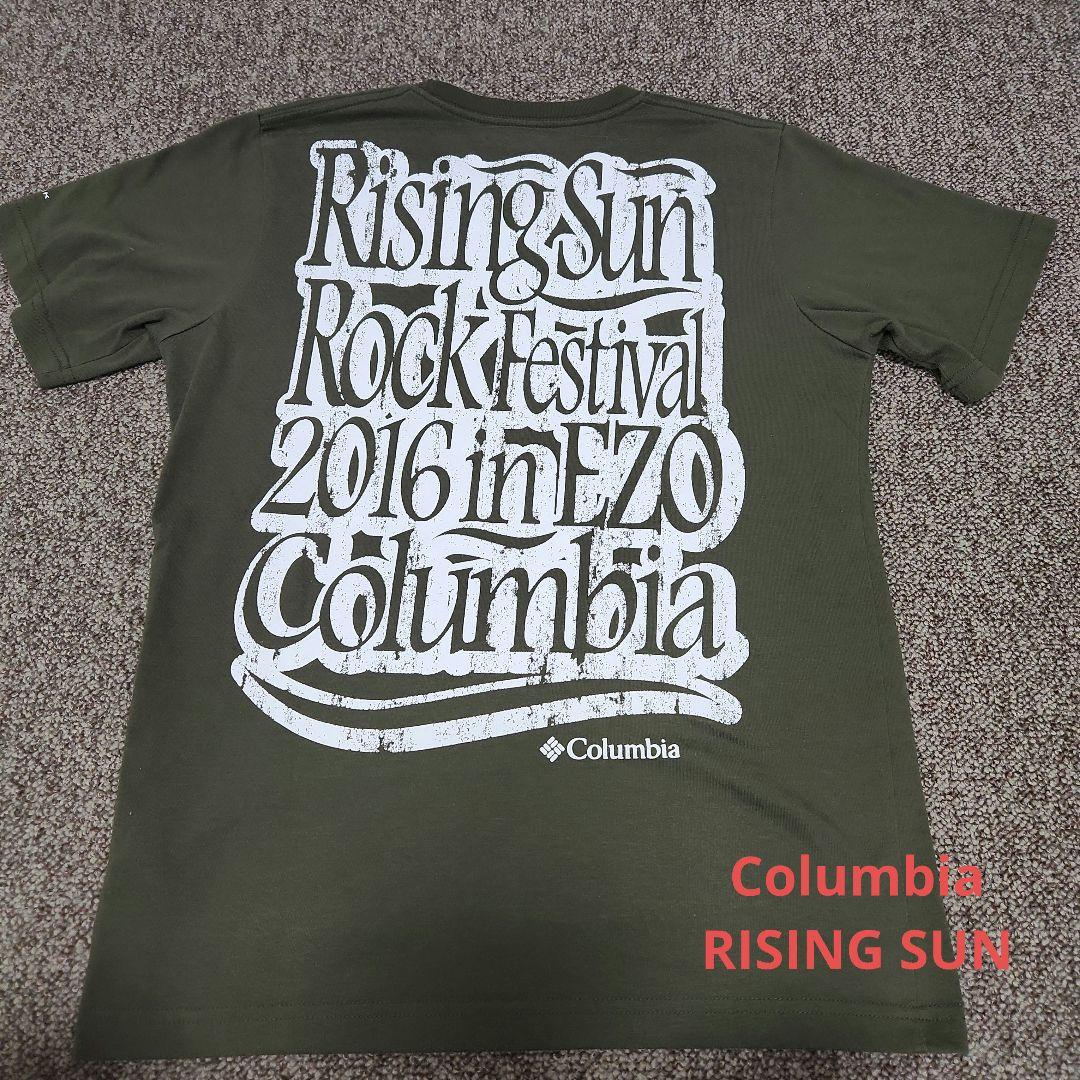 Rising Sun
Rock Festival
2016 in EZO
Columbia
Columbia
Columbia
RISING SUN